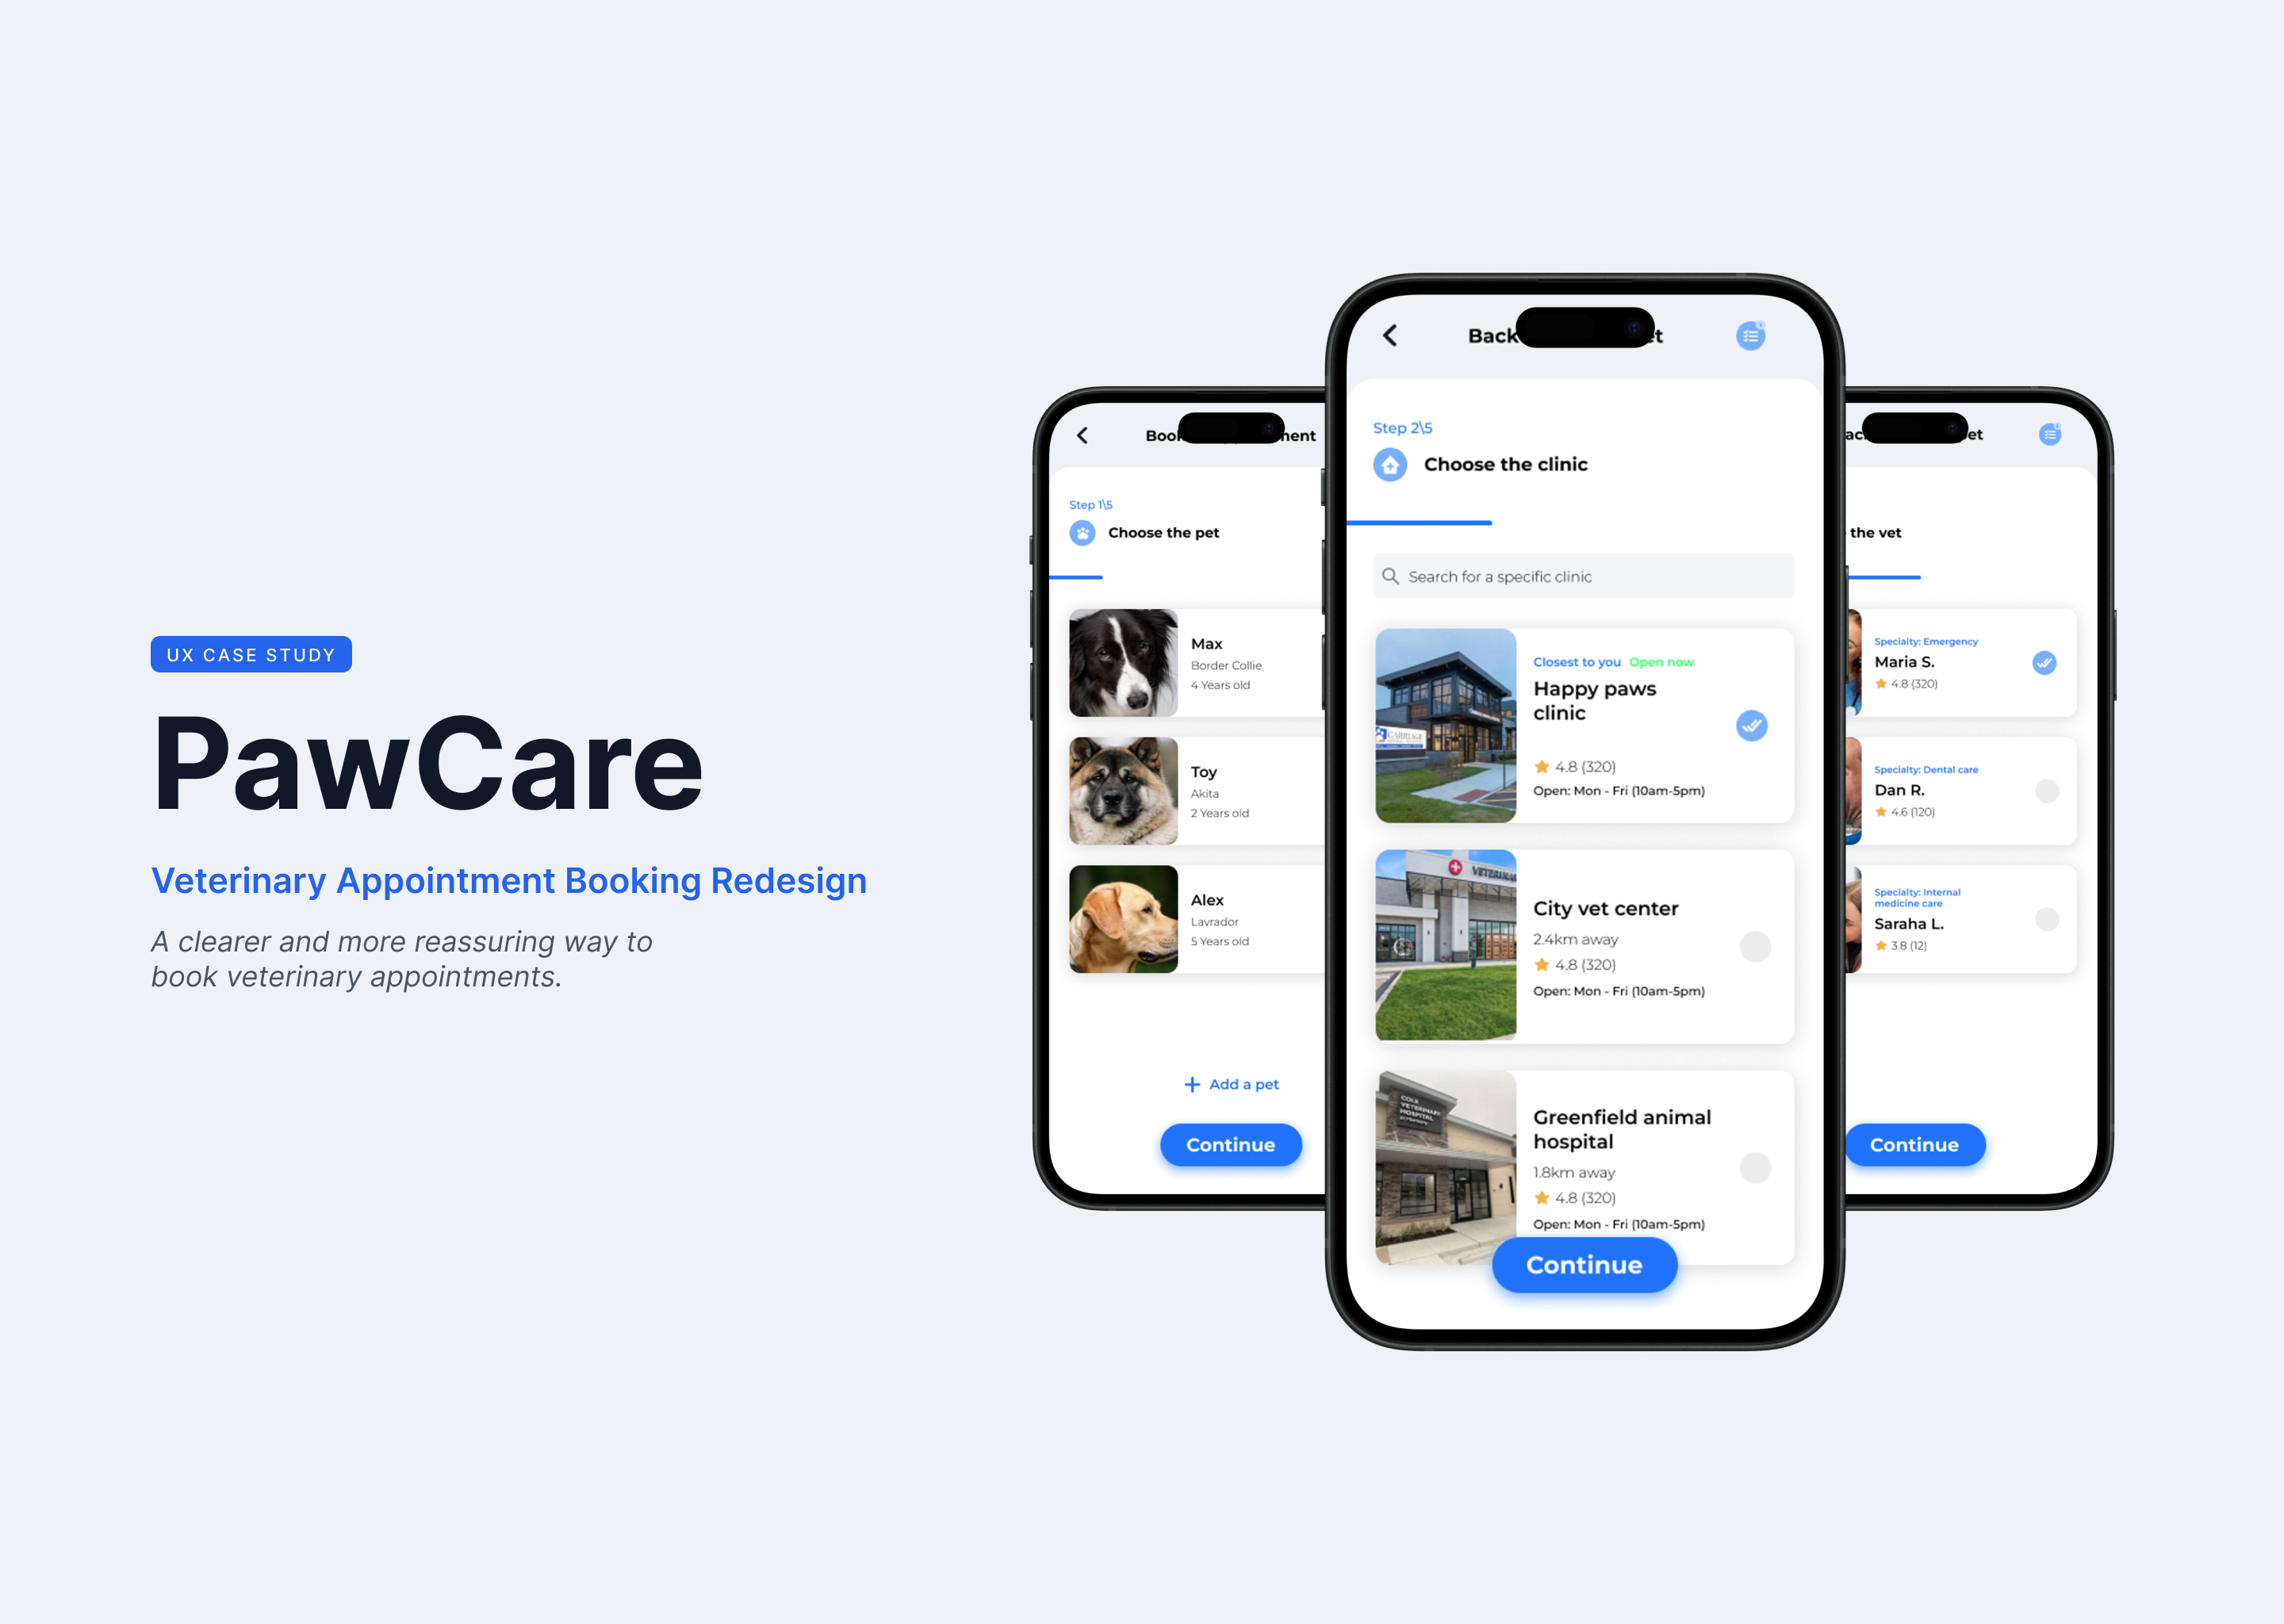 UX CASE STUDY
PawCare
Veterinary Appointment Booking Redesign
A clearer and more reassuring way to
book veterinary appointments.
Step 1\5
Choose the pet
Max
Border Collie
4 Years old
Toy
Akita
2 Years old
Alex
Lavrador
5 Years old
+ Add a pet
Continue
Back
Step 2\5
Choose the clinic
Search for a specific clinic
Closest to you Open now
Happy paws
clinic
4.8 (320)
Open: Mon - Fri (10am-5pm)
City vet center
2.4km away
4.8 (320)
Open: Mon - Fri (10am-5pm)
Greenfield animal
hospital
1.8km away
4.8 (320)
Open: Mon - Fri (10am-5pm)
Continue
the vet
Specialty: Emergency
Maria S.
4.8 (320)
Specialty: Dental care
Dan R.
4.6 (120)
Specialty: Internal
medicine care
Saraha L.
3.8 (12)
Continue